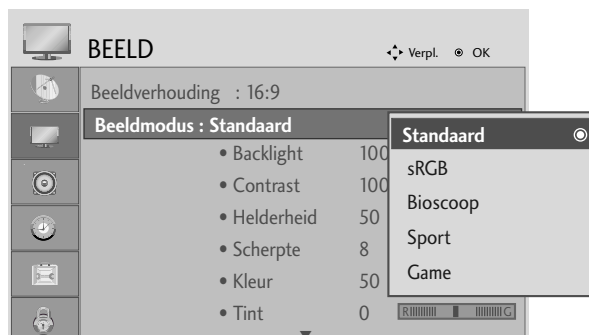 BEELD Verpl. OK
Beeldverhouding : 16:9
Beeldmodus : Standaard
• Backlight 100
• Contrast 100
• Helderheid 50
• Scherpte 8
• Kleur 50
• Tint 0 R G
Standaard
sRGB
Bioscoop
Sport
Game